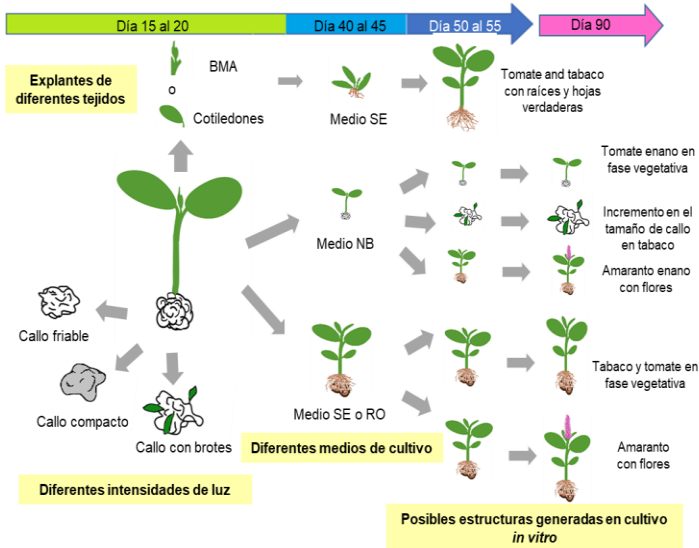 Día 15 al 20
Día 40 al 45
Día 50 al 55
Día 90
Explantes de
diferentes tejidos
BMA
o
Cotiledones
Medio SE
Tomate and tabaco
con raíces y hojas
verdaderas
Medio NB
Tomate enano en
fase vegetativa
Incremento en el
tamaño de callo
en tabaco
Amaranto enano
con flores
Callo friable
Callo compacto
Callo con brotes
Medio SE o RO
Tabaco y tomate en
fase vegetativa
Amaranto
con flores
Diferentes medios de cultivo
Diferentes intensidades de luz
Posibles estructuras generadas en cultivo
in vitro